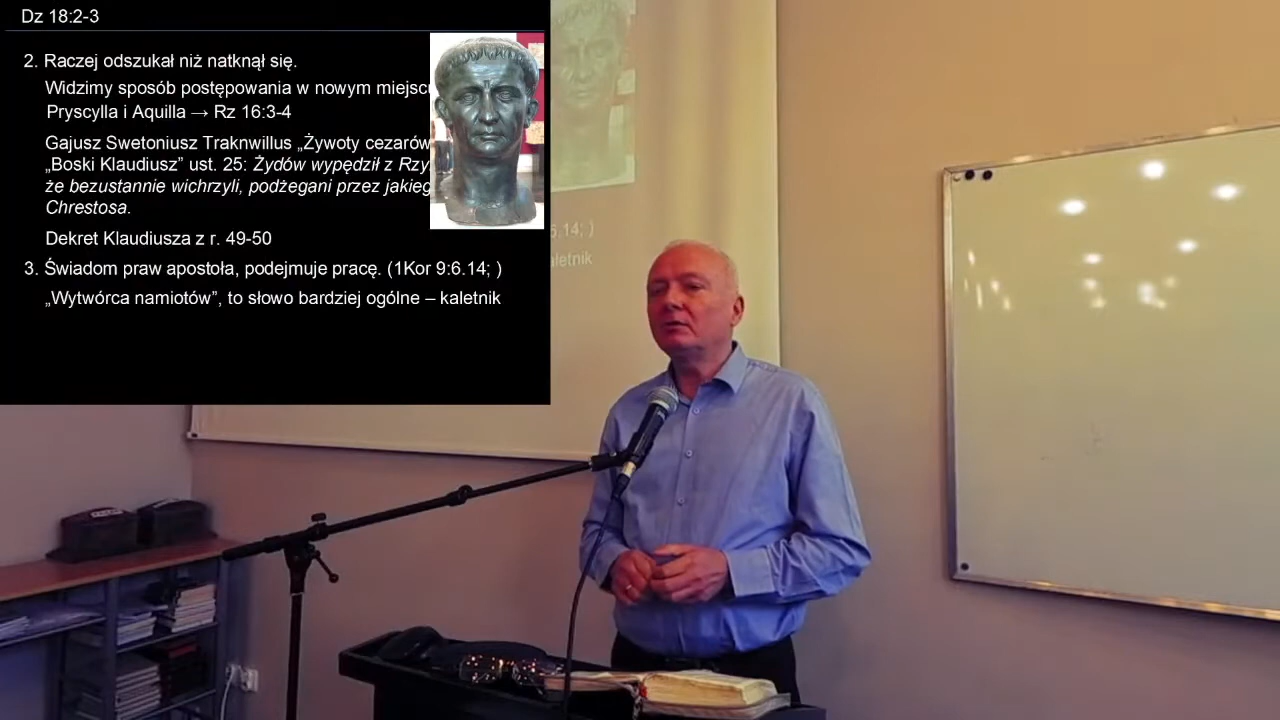 Dz 18:2-3
2. Raczej odszukał niż natknął się.
Widzimy sposób postępowania w nowym
Pryscylla i Aquilla → Rz 16:3-4
Gajusz Swetoniusz Traknwillus „Żywoty cezarów
„Boski Klaudiusz” ust. 25: Żydów wypędził z
że bezustannie wichrzyli, podżegani przez
Chrestosa.
Dekret Klaudiusza z r. 49-50
3. Świadom praw apostoła, podejmuje pracę. (1Kor 9:6.14; )
„Wytwórca namiotów”, to słowo bardziej ogólne – kaletnik
6.14; )
kaletnik